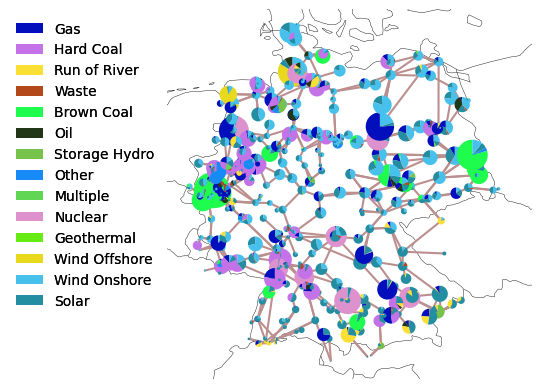 Gas
Hard Coal
Run of River
Waste
Brown Coal
Oil
Storage Hydro
Other
Multiple
Nuclear
Geothermal
Wind Offshore
Wind Onshore
Solar